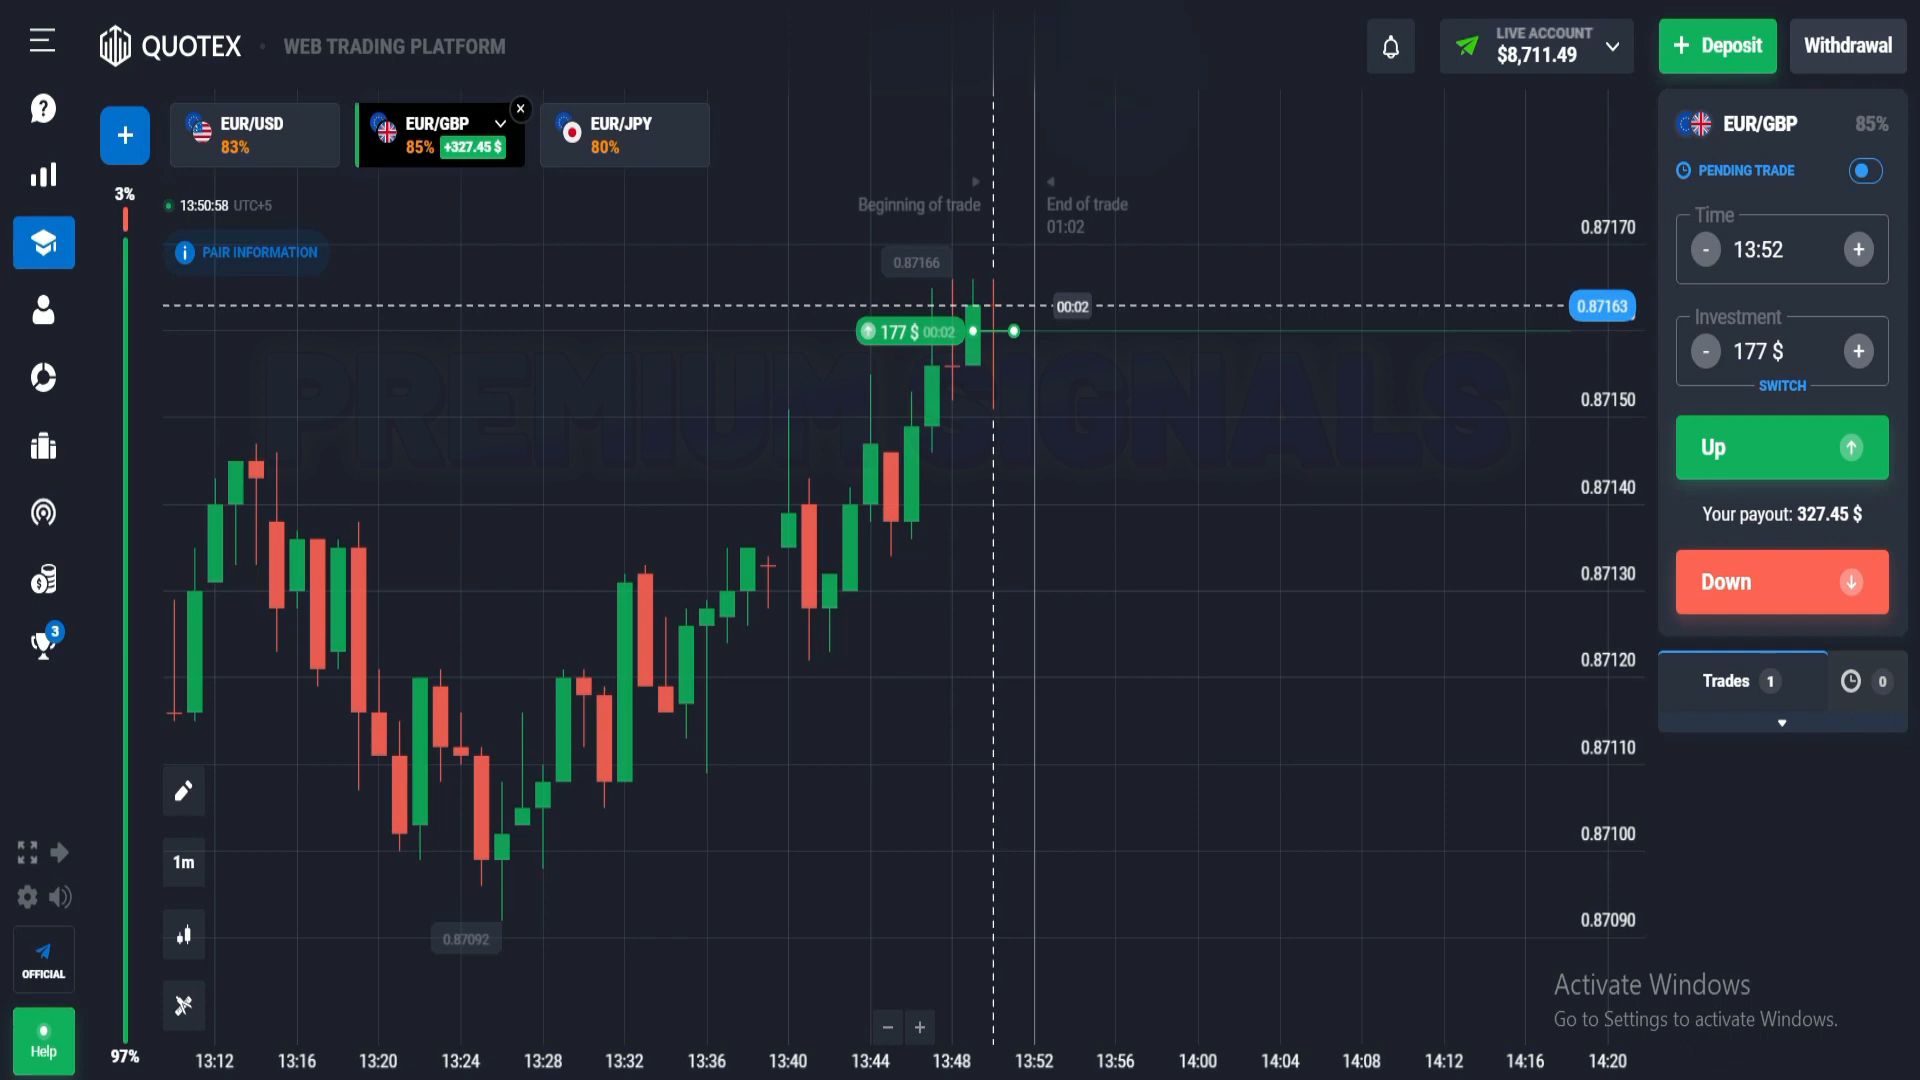 QUOTEX • WEB TRADING PLATFORM
LIVE ACCOUNT
$8,711.49
+ Deposit
Withdrawal
+
EUR/USD
83%
EUR/GBP
85% +327.45 $
EUR/JPY
80%
3%
13:50:58 UTC+5
PAIR INFORMATION
Beginning of trade
End of trade
01:02
0.87166
00:02
0.87163
177 $ 00:02
PREMIUM SIGNALS
0.87170
0.87150
0.87140
0.87130
0.87120
0.87110
0.87100
0.87090
0.87092
EUR/GBP 85%
PENDING TRADE
Time
- 13:52 +
Investment
- 177 $ +
SWITCH
Up
Your payout: 327.45 $
Down
Trades 1
0
3
1m
OFFICIAL
Help
97%
- +
13:12 13:16 13:20 13:24 13:28 13:32 13:36 13:40 13:44 13:48 13:52 13:56 14:00 14:04 14:08 14:12 14:16 14:20
Activate Windows
Go to Settings to activate Windows.